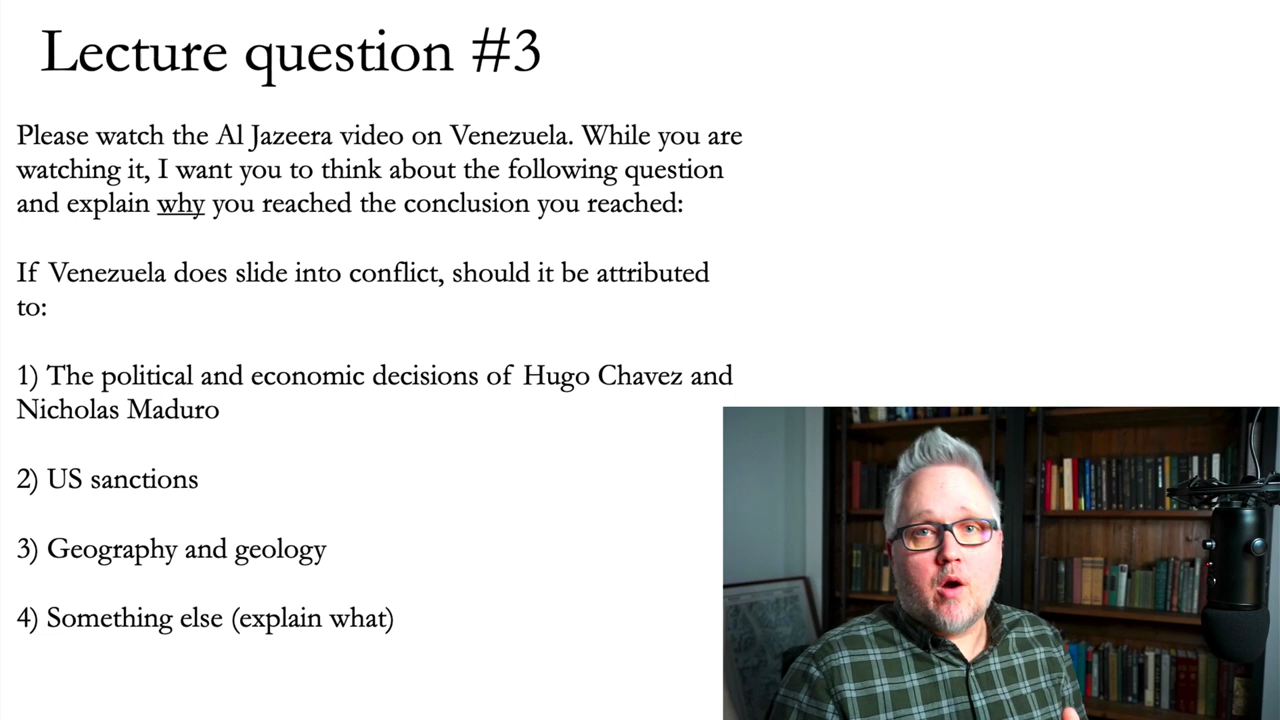 Lecture question #3
Please watch the Al Jazeera video on Venezuela. While you are
watching it, I want you to think about the following question
and explain why you reached the conclusion you reached:
If Venezuela does slide into conflict, should it be attributed
to:
1) The political and economic decisions of Hugo Chavez and
Nicholas Maduro
2) US sanctions
3) Geography and geology
4) Something else (explain what)